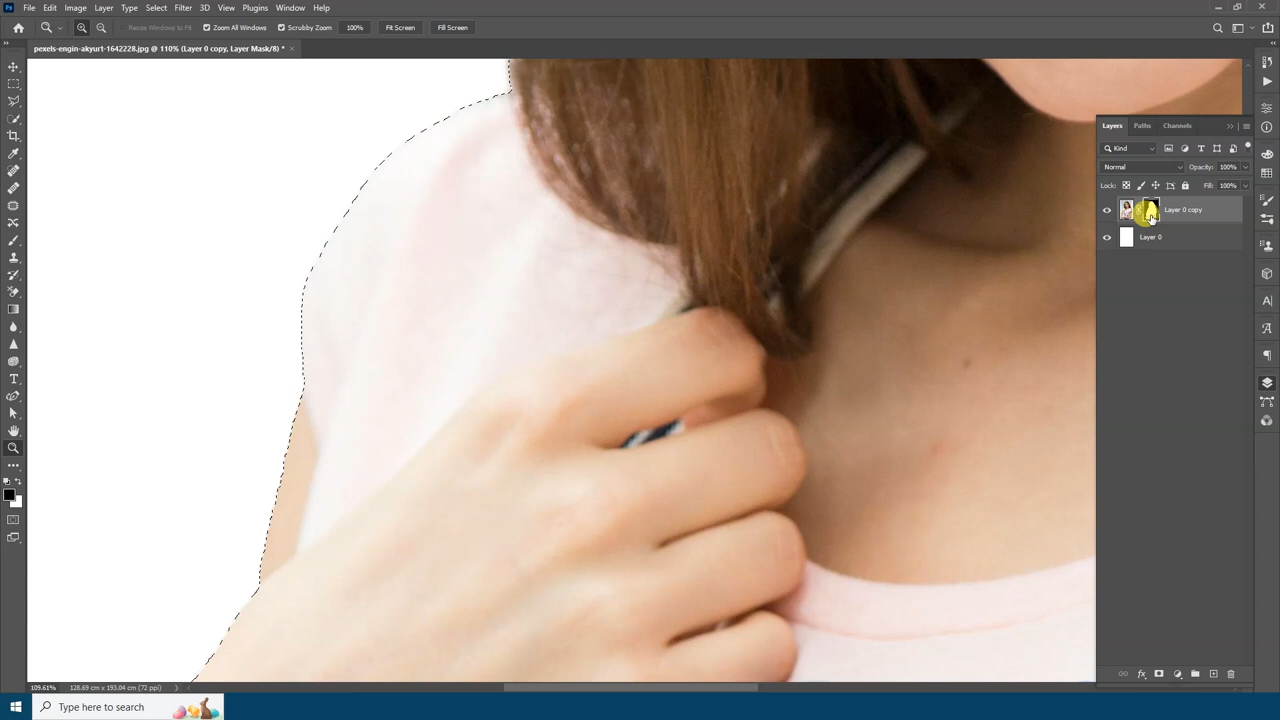 Ps File Edit Image Layer Type Select Filter 3D View Plugins Window Help
Resize Windows to Fit Zoom All Windows Scrubby Zoom 100% Fit Screen Fill Screen
pexels-engin-akyurt-1642228.jpg @ 110% (Layer 0 copy, Layer Mask/8) *
Layers Paths Channels
Kind
Normal Opacity: 100%
Lock: Fill: 100%
Layer 0 copy
Layer 0
fx
109.61% 128.69 cm x 193.04 cm (72 ppi)
Type here to search